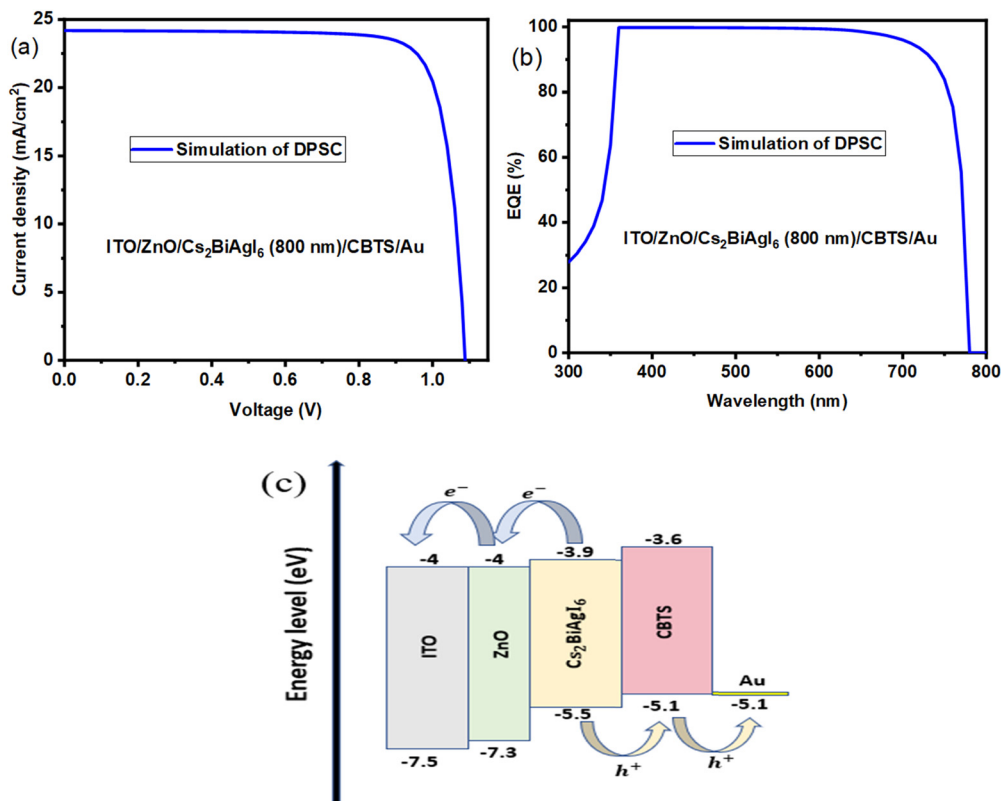 (a)
Current density (mA/cm²)
25
20
15
10
5
0
Simulation of DPSC
ITO/ZnO/Cs₂BiAgI₆ (800 nm)/CBTS/Au
0.0 0.2 0.4 0.6 0.8 1.0
Voltage (V)
(b)
EQE (%)
100
80
60
40
20
0
Simulation of DPSC
ITO/ZnO/Cs₂BiAgI₆ (800 nm)/CBTS/Au
300 400 500 600 700 800
Wavelength (nm)
(c)
Energy level (eV)
e⁻ e⁻
-4 -4 -3.9 -3.6
ITO
ZnO
Cs₂BiAgI₆
CBTS
Au
-7.5 -7.3 -5.5 -5.1 -5.1
h⁺ h⁺